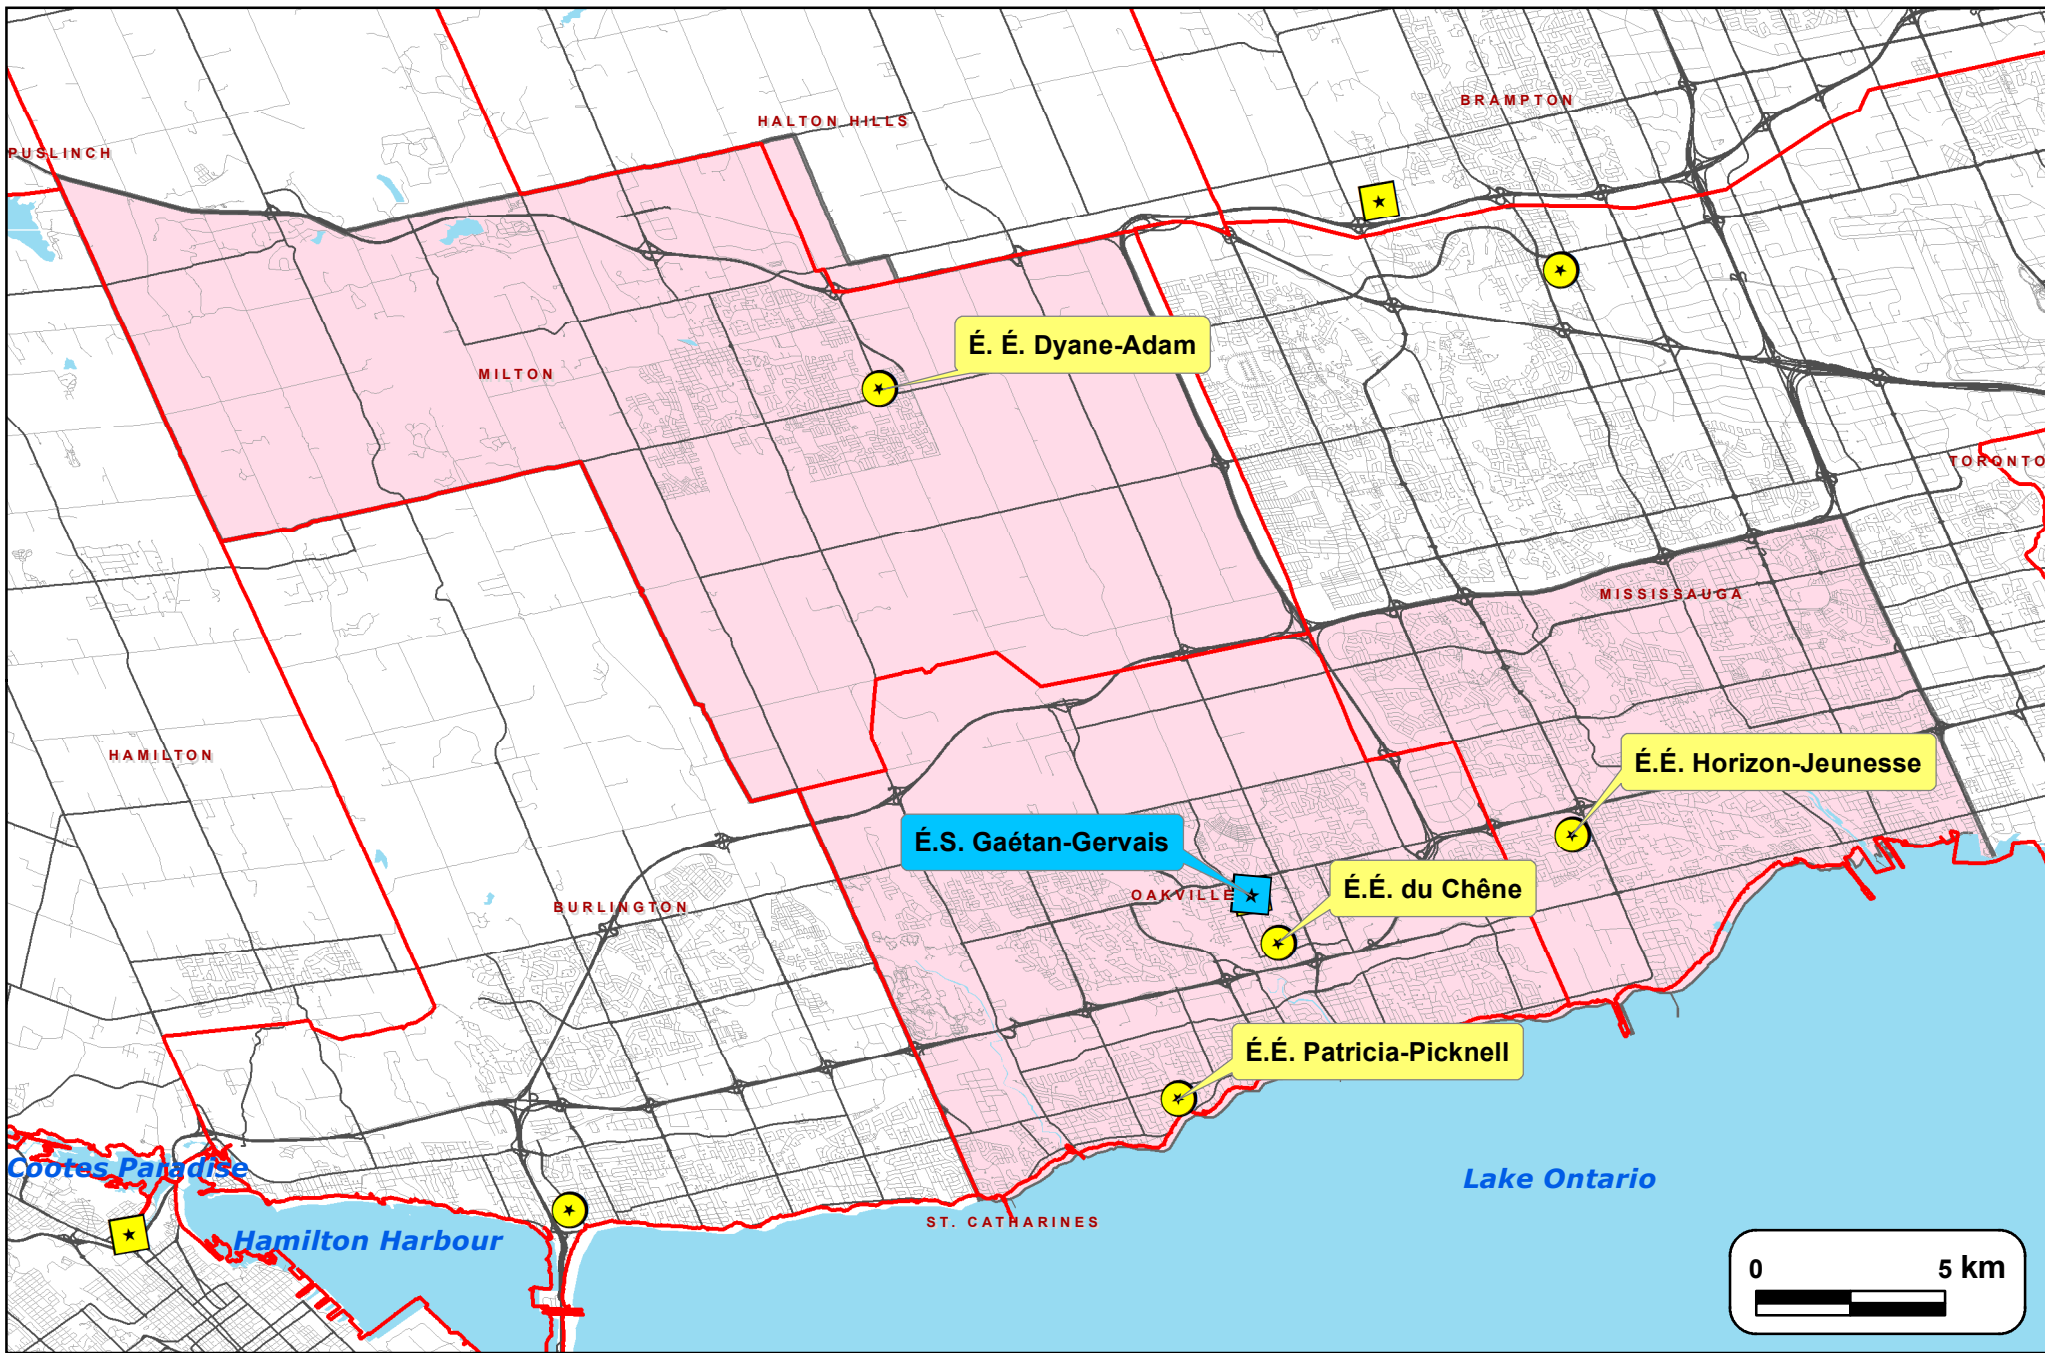 BRAMPTON
HALTON HILLS
PUSLINCH
É. É. Dyane-Adam
MILTON
TORONTO
MISSISSAUGA
HAMILTON
É.É. Horizon-Jeunesse
É.S. Gaétan-Gervais
É.É. du Chêne
OAKVILLE
BURLINGTON
É.É. Patricia-Picknell
Cootes Paradise
Lake Ontario
ST. CATHARINES
Hamilton Harbour
0 5 km